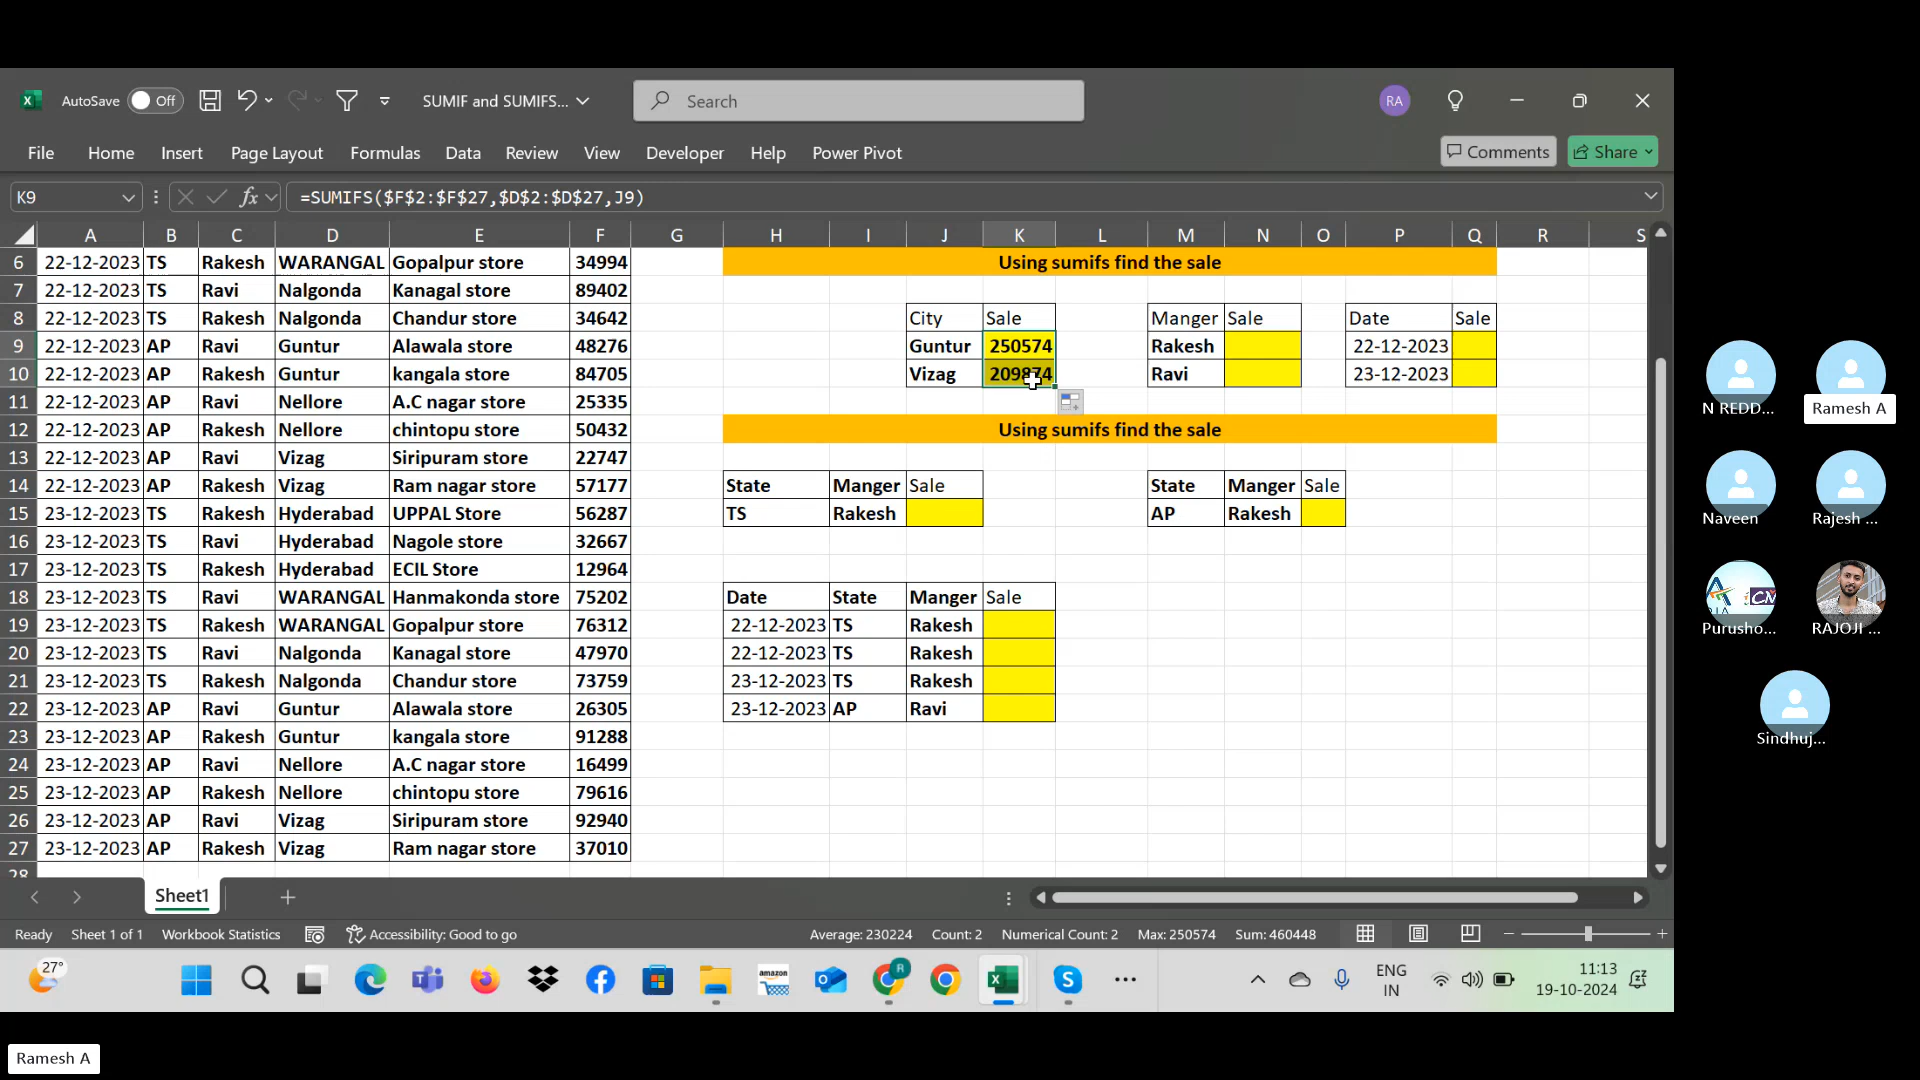 AutoSave Off SUMIF and SUMIFS... Search RA
File Home Insert Page Layout Formulas Data Review View Developer Help Power Pivot Comments Share
K9 fx =SUMIFS($F$2:$F$27,$D$2:$D$27,J9)
A B C D E F G H I J K L M N O P Q R S
6 22-12-2023 TS Rakesh WARANGAL Gopalpur store 34994 Using sumifs find the sale
7 22-12-2023 TS Ravi Nalgonda Kanagal store 89402
8 22-12-2023 TS Rakesh Nalgonda Chandur store 34642 City Sale Manger Sale Date Sale
9 22-12-2023 AP Ravi Guntur Alawala store 48276 Guntur 250574 Rakesh 22-12-2023
10 22-12-2023 AP Rakesh Guntur kangala store 84705 Vizag 209874 Ravi 23-12-2023
11 22-12-2023 AP Ravi Nellore A.C nagar store 25335
12 22-12-2023 AP Rakesh Nellore chintopu store 50432 Using sumifs find the sale
13 22-12-2023 AP Ravi Vizag Siripuram store 22747
14 22-12-2023 AP Rakesh Vizag Ram nagar store 57177 State Manger Sale State Manger Sale
15 23-12-2023 TS Rakesh Hyderabad UPPAL Store 56287 TS Rakesh AP Rakesh
16 23-12-2023 TS Ravi Hyderabad Nagole store 32667
17 23-12-2023 TS Rakesh Hyderabad ECIL Store 12964
18 23-12-2023 TS Ravi WARANGAL Hanmakonda store 75202 Date State Manger Sale
19 23-12-2023 TS Rakesh WARANGAL Gopalpur store 76312 22-12-2023 TS Rakesh
20 23-12-2023 TS Ravi Nalgonda Kanagal store 47970 22-12-2023 TS Rakesh
21 23-12-2023 TS Rakesh Nalgonda Chandur store 73759 23-12-2023 TS Rakesh
22 23-12-2023 AP Ravi Guntur Alawala store 26305 23-12-2023 AP Ravi
23 23-12-2023 AP Rakesh Guntur kangala store 91288
24 23-12-2023 AP Ravi Nellore A.C nagar store 16499
25 23-12-2023 AP Rakesh Nellore chintopu store 79616
26 23-12-2023 AP Ravi Vizag Siripuram store 92940
27 23-12-2023 AP Rakesh Vizag Ram nagar store 37010
28
Sheet1
Ready Sheet 1 of 1 Workbook Statistics Accessibility: Good to go Average: 230224 Count: 2 Numerical Count: 2 Max: 250574 Sum: 460448
27° amazon R ENG IN 11:13 19-10-2024
N REDD... Ramesh A
Naveen Rajesh ...
Purusho... RAJOJI ...
Sindhuj...
Ramesh A